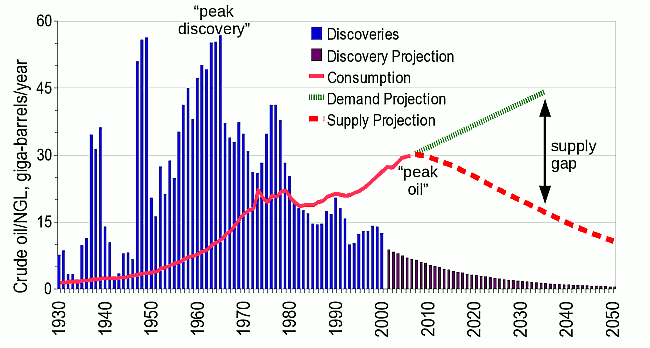 Crude oil/NGL, giga-barrels/year
60
45
30
15
0
"peak
discovery"
Discoveries
Discovery Projection
Consumption
Demand Projection
Supply Projection
supply
gap
"peak
oil"
1930
1940
1950
1960
1970
1980
1990
2000
2010
2020
2030
2040
2050